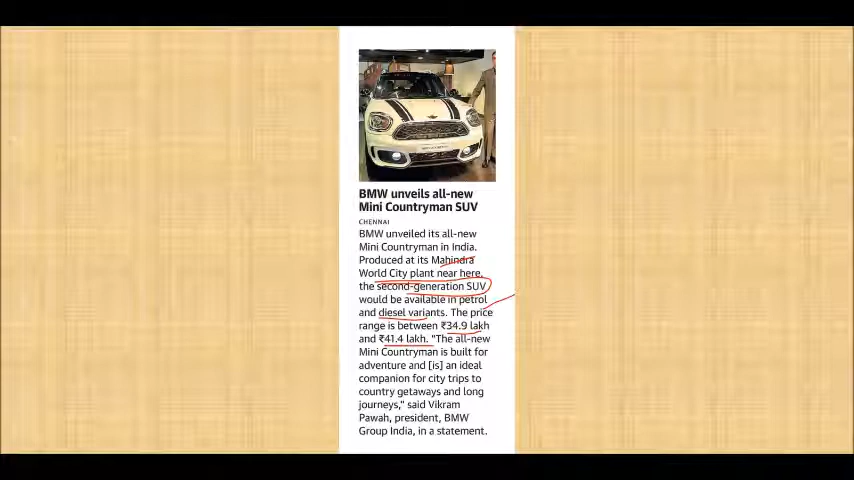 BMW unveils all-new
Mini Countryman SUV
CHENNAI
BMW unveiled its all-new
Mini Countryman in India.
Produced at its Mahindra
World City plant near here,
the second-generation SUV
would be available in petrol
and diesel variants. The price
range is between ₹34.9 lakh
and ₹41.4 lakh. "The all-new
Mini Countryman is built for
adventure and [is] an ideal
companion for city trips to
country getaways and long
journeys," said Vikram
Pawah, president, BMW
Group India, in a statement.